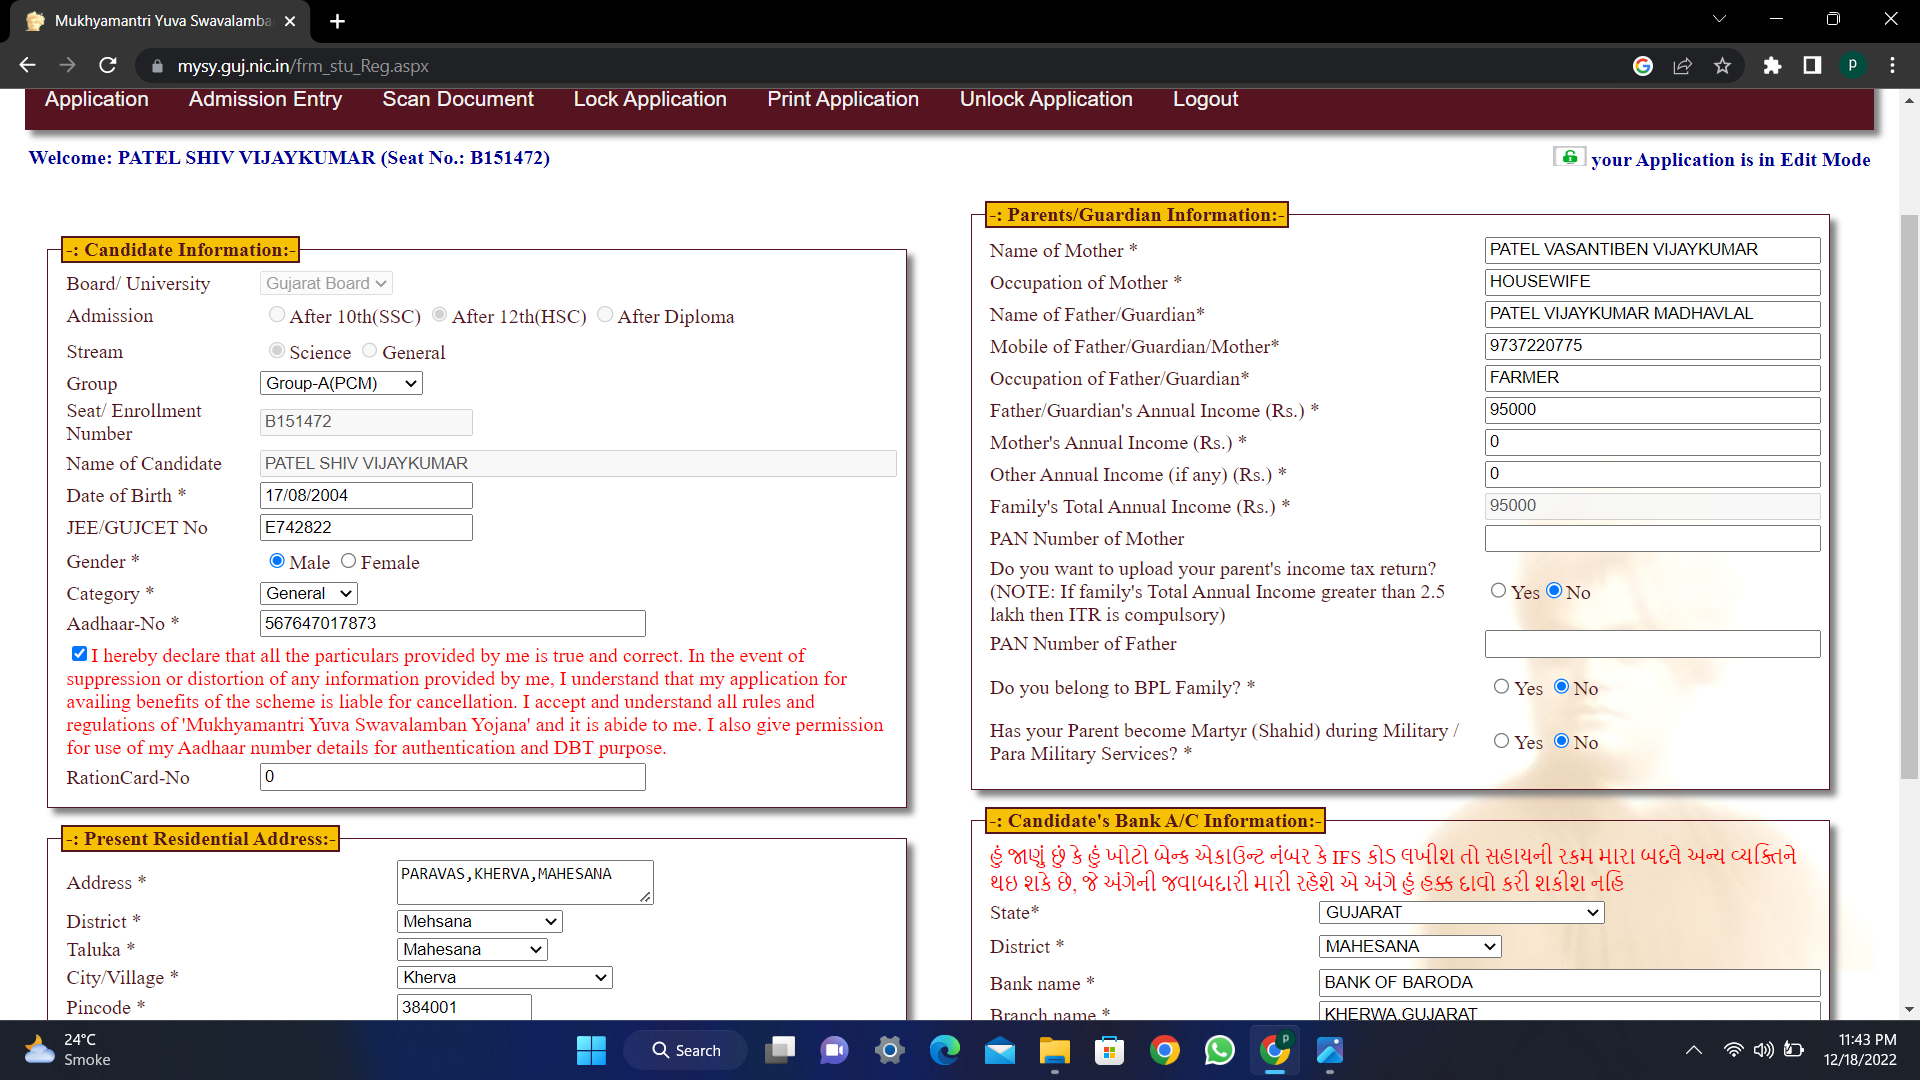 Mukhyamantri Yuva Swavalamba
mysy.guj.nic.in/frm_stu_Reg.aspx
P
Application Admission Entry Scan Document Lock Application Print Application Unlock Application Logout
Welcome: PATEL SHIV VIJAYKUMAR (Seat No.: B151472)
your Application is in Edit Mode
-: Candidate Information:-
Board/ University Gujarat Board
Admission After 10th(SSC) After 12th(HSC) After Diploma
Stream Science General
Group Group-A(PCM)
Seat/ Enrollment
Number B151472
Name of Candidate PATEL SHIV VIJAYKUMAR
Date of Birth * 17/08/2004
JEE/GUJCET No E742822
Gender * Male Female
Category * General
Aadhaar-No * 567647017873
I hereby declare that all the particulars provided by me is true and correct. In the event of
suppression or distortion of any information provided by me, I understand that my application for
availing benefits of the scheme is liable for cancellation. I accept and understand all rules and
regulations of 'Mukhyamantri Yuva Swavalamban Yojana' and it is abide to me. I also give permission
for use of my Aadhaar number details for authentication and DBT purpose.
RationCard-No 0
-: Present Residential Address:-
Address * PARAVAS,KHERVA,MAHESANA
District * Mehsana
Taluka * Mahesana
City/Village * Kherva
Pincode * 384001
-: Parents/Guardian Information:-
Name of Mother * PATEL VASANTIBEN VIJAYKUMAR
Occupation of Mother * HOUSEWIFE
Name of Father/Guardian* PATEL VIJAYKUMAR MADHAVLAL
Mobile of Father/Guardian/Mother* 9737220775
Occupation of Father/Guardian* FARMER
Father/Guardian's Annual Income (Rs.) * 95000
Mother's Annual Income (Rs.) * 0
Other Annual Income (if any) (Rs.) * 0
Family's Total Annual Income (Rs.) * 95000
PAN Number of Mother
Do you want to upload your parent's income tax return?
(NOTE: If family's Total Annual Income greater than 2.5 Yes No
lakh then ITR is compulsory)
PAN Number of Father
Do you belong to BPL Family? * Yes No
Has your Parent become Martyr (Shahid) during Military /
Para Military Services? * Yes No
-: Candidate's Bank A/C Information:-
હું જાણું છું કે હું ખોટો બેન્ક એકાઉન્ટ નંબર કે IFS કોડ લખીશ તો સહાયની રકમ મારા બદલે અન્ય વ્યક્તિને
થઇ શકે છે, જે અંગેની જવાબદારી મારી રહેશે એ અંગે હું હક્ક દાવો કરી શકીશ નહિ
State* GUJARAT
District * MAHESANA
Bank name * BANK OF BARODA
Branch name * KHERWA,GUJARAT
24°C
Smoke
Search
P
11:43 PM
12/18/2022